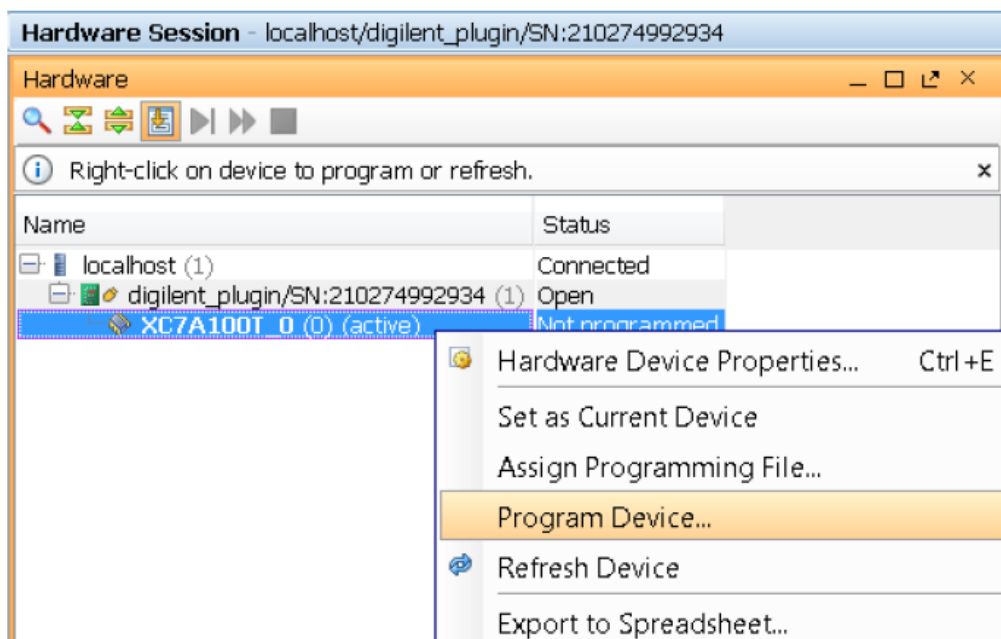 Hardware Session - localhost/digilent_plugin/SN:210274992934
Hardware
Right-click on device to program or refresh.
Name Status
localhost (1) Connected
digilent_plugin/SN:210274992934 (1) Open
XC7A100T_0 (0) (active) Not programmed
Hardware Device Properties... Ctrl+E
Set as Current Device
Assign Programming File...
Program Device...
Refresh Device
Export to Spreadsheet...